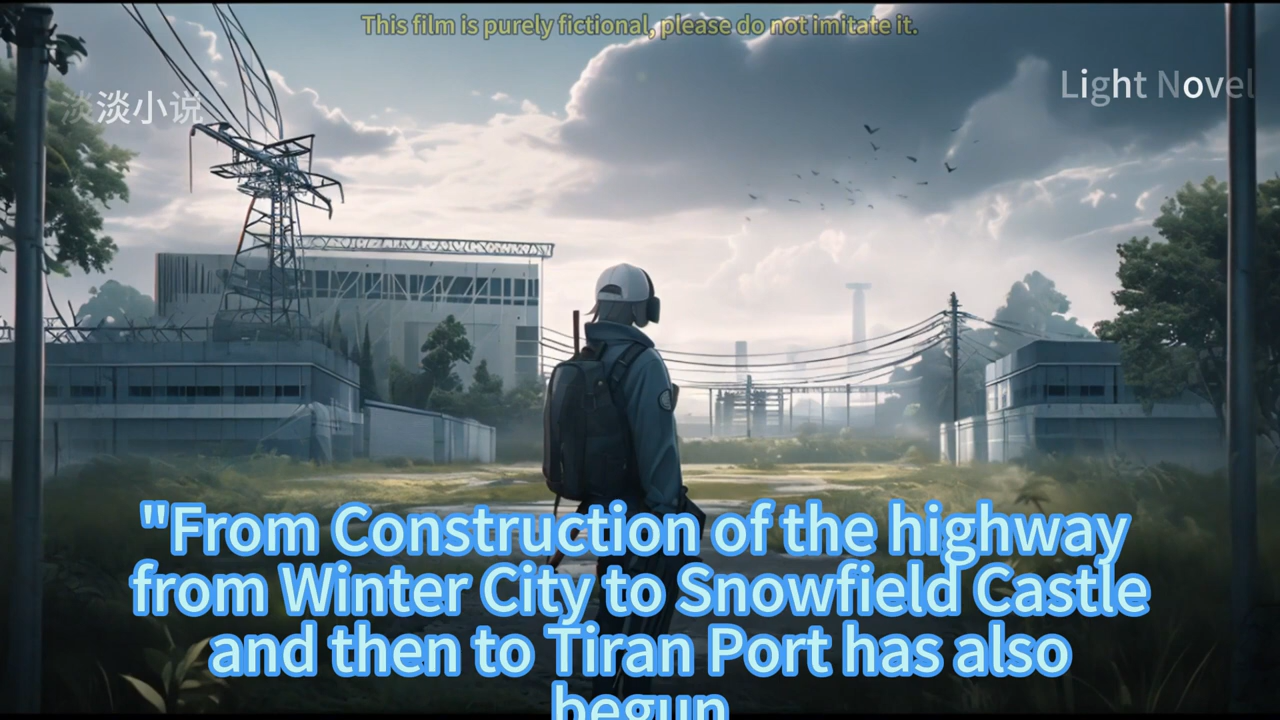 This film is purely fictional, please do not imitate it.
淡淡小说
Light Novel
"From Construction of the highway
from Winter City to Snowfield Castle
and then to Tiran Port has also
begun